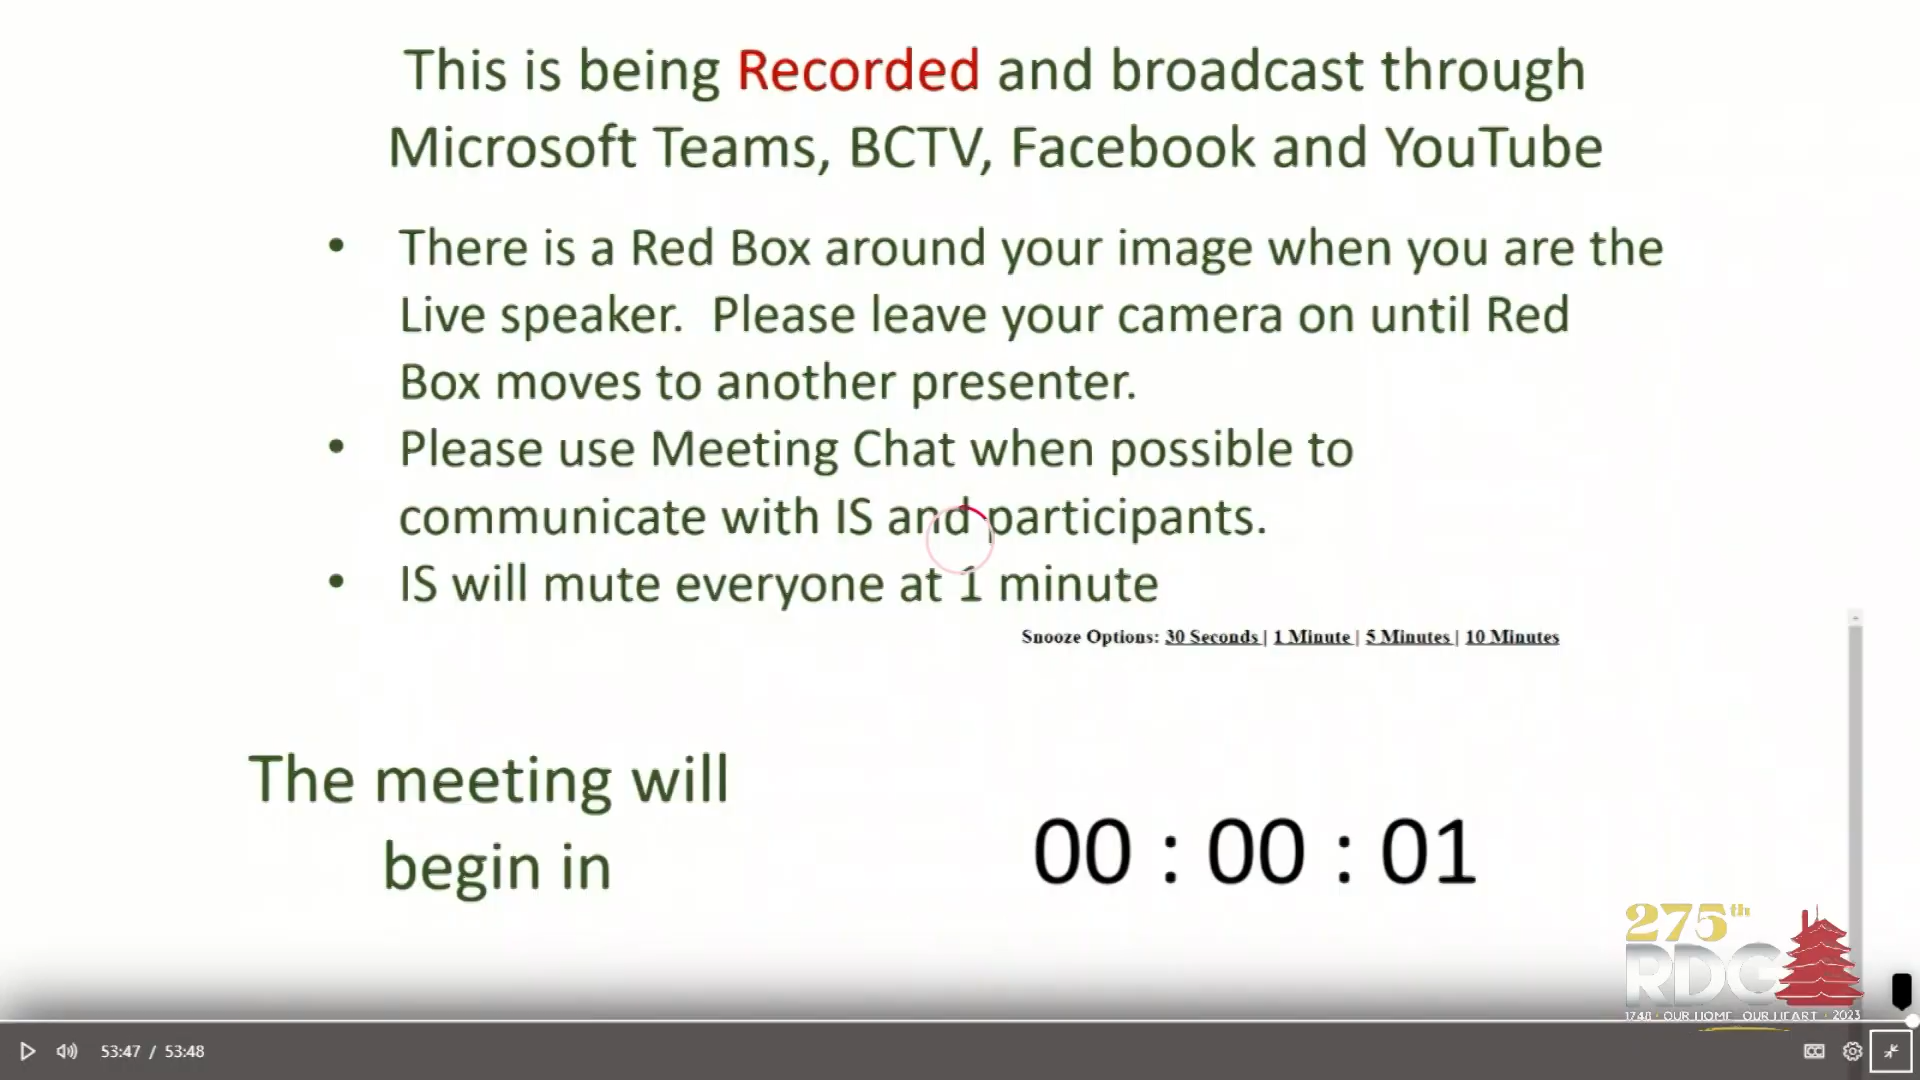 This is being Recorded and broadcast through
Microsoft Teams, BCTV, Facebook and YouTube
• There is a Red Box around your image when you are the
Live speaker. Please leave your camera on until Red
Box moves to another presenter.
• Please use Meeting Chat when possible to
communicate with IS and participants.
• IS will mute everyone at 1 minute
Snooze Options: 30 Seconds | 1 Minute | 5 Minutes | 10 Minutes
The meeting will
begin in
00 : 00 : 01
275th
RDG
1748 · OUR HOME, OUR HEART · 2023
53:47 / 53:48
CC